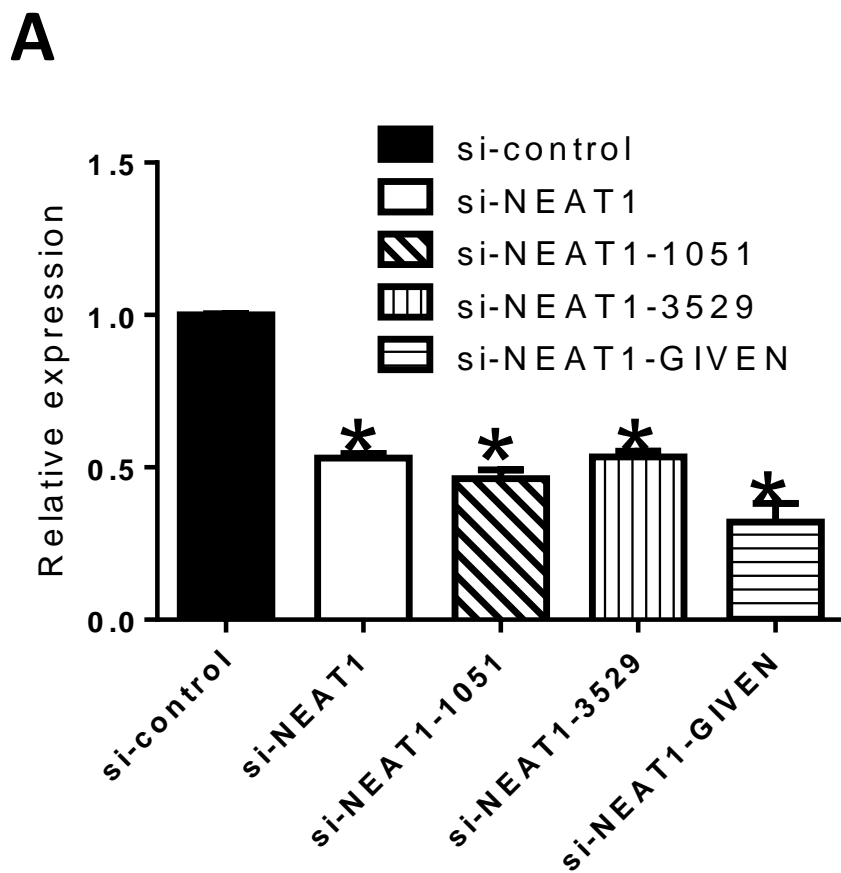 A
si-control
si-NEAT1
si-NEAT1-1051
si-NEAT1-3529
si-NEAT1-GIVEN
Relative expression
1.5
1.0
0.5
0.0
*
*
*
*
si-control
si-NEAT1
si-NEAT1-1051
si-NEAT1-3529
si-NEAT1-GIVEN